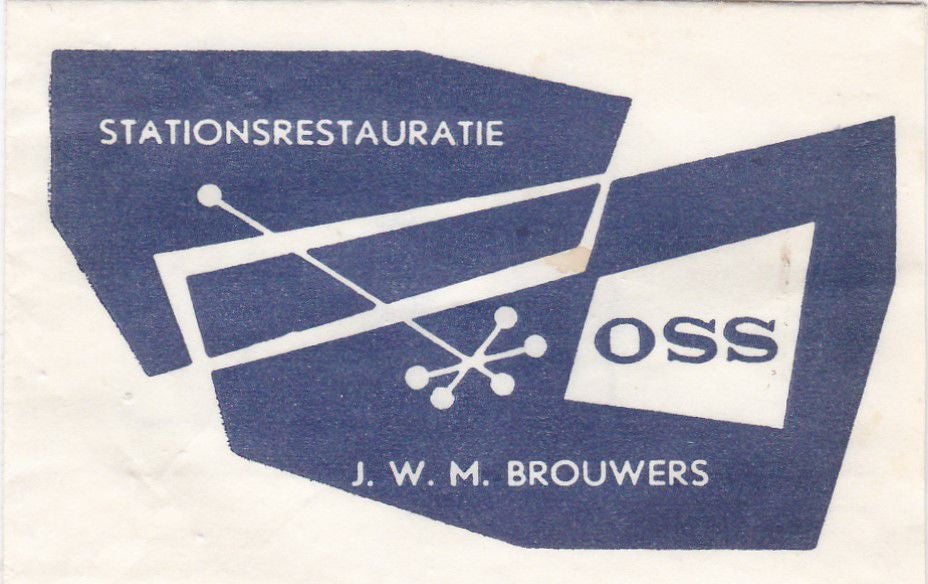 STATIONSRESTAURATIE
OSS
J. W. M. BROUWERS